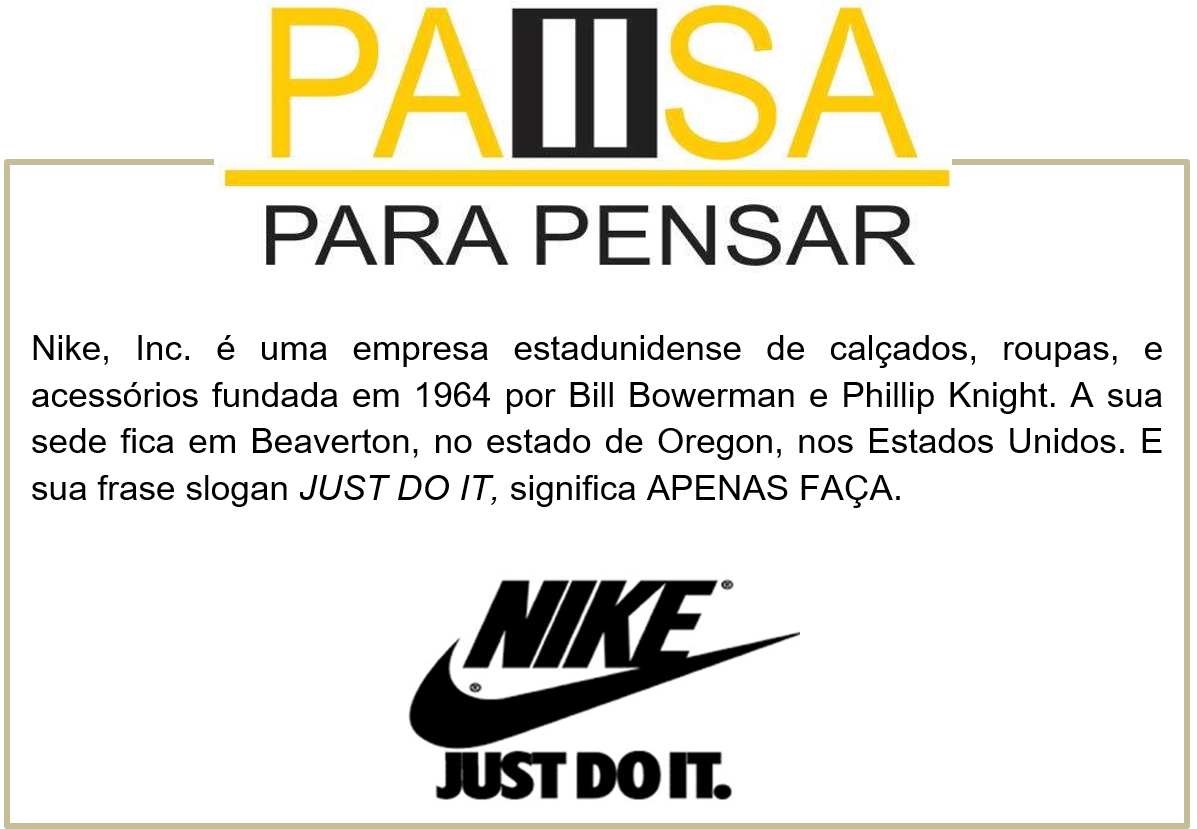 PAUSA
PARA PENSAR
Nike, Inc. é uma empresa estadunidense de calçados, roupas, e
acessórios fundada em 1964 por Bill Bowerman e Phillip Knight. A sua
sede fica em Beaverton, no estado de Oregon, nos Estados Unidos. E
sua frase slogan JUST DO IT, significa APENAS FAÇA.
NIKE®
®
JUST DO IT.